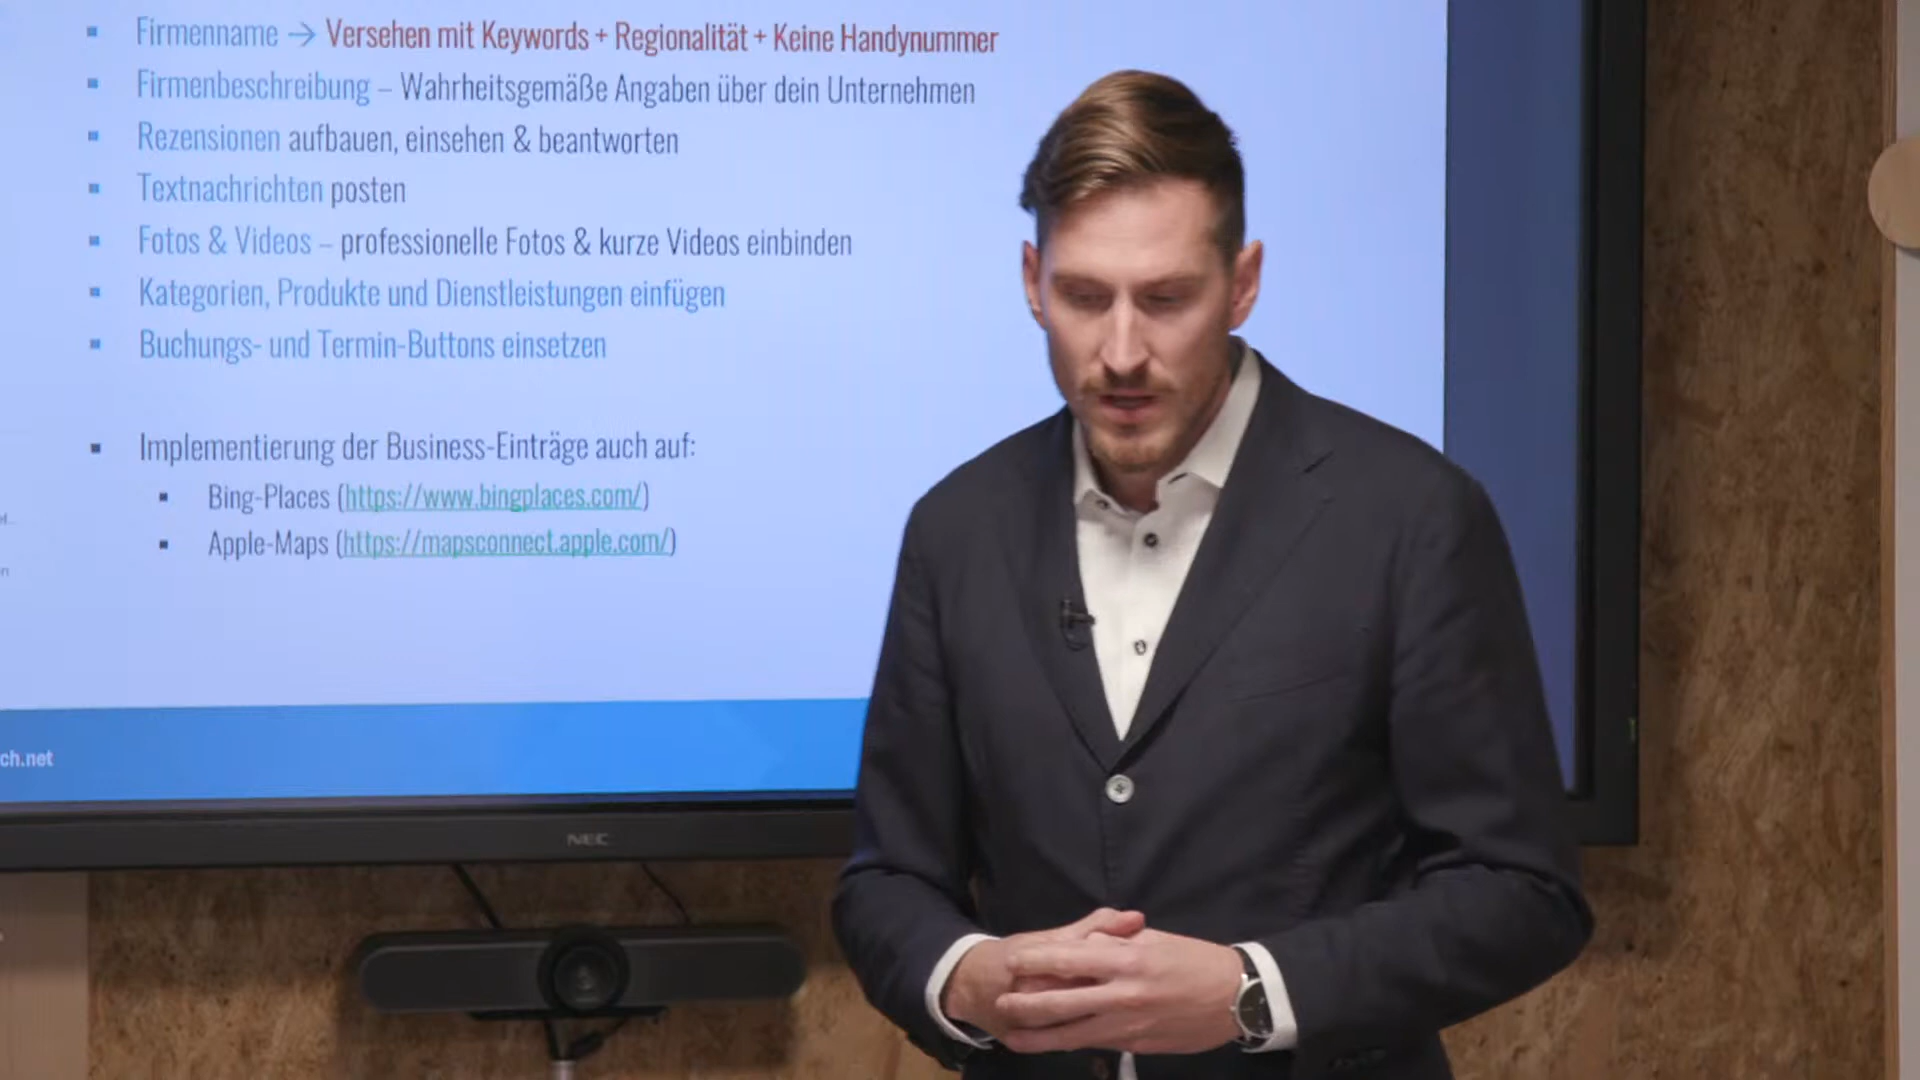 Firmenname → Versehen mit Keywords + Regionalität + Keine Handynummer
Firmenbeschreibung – Wahrheitsgemäße Angaben über dein Unternehmen
Rezensionen aufbauen, einsehen & beantworten
Textnachrichten posten
Fotos & Videos – professionelle Fotos & kurze Videos einbinden
Kategorien, Produkte und Dienstleistungen einfügen
Buchungs- und Termin-Buttons einsetzen
Implementierung der Business-Einträge auch auf:
Bing-Places (https://www.bingplaces.com/)
Apple-Maps (https://mapsconnect.apple.com/)
ch.net
NEC